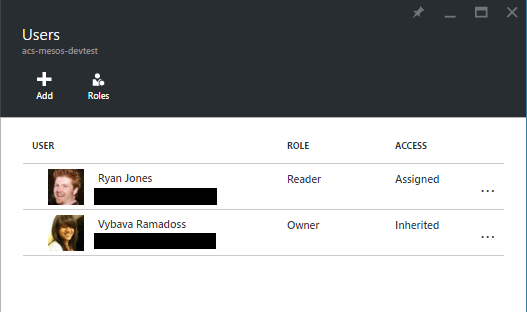 Users
acs-mesos-devtest
Add Roles
USER ROLE ACCESS
Ryan Jones Reader Assigned ...
Vybava Ramadoss Owner Inherited ...